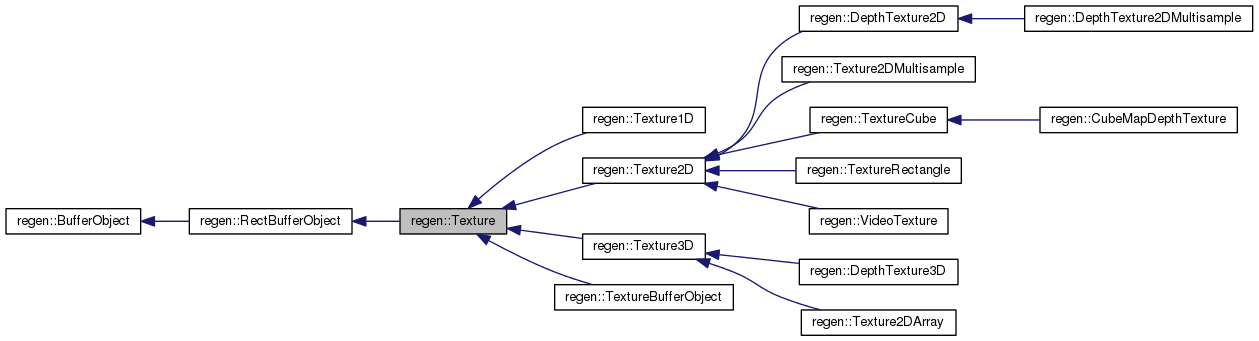 regen::DepthTexture2D
regen::DepthTexture2DMultisample
regen::Texture2DMultisample
regen::Texture1D
regen::TextureCube
regen::CubeMapDepthTexture
regen::Texture2D
regen::TextureRectangle
regen::BufferObject
regen::RectBufferObject
regen::Texture
regen::VideoTexture
regen::Texture3D
regen::DepthTexture3D
regen::TextureBufferObject
regen::Texture2DArray